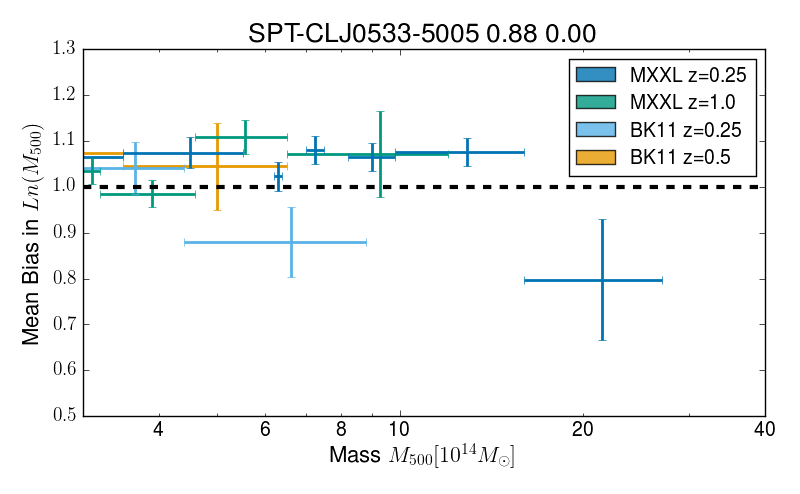 SPT-CLJ0533-5005 0.88 0.00
1.3
1.2
1.1
1.0
0.9
0.8
0.7
0.6
0.5
Mean Bias in Ln(M500)
MXXL z=0.25
MXXL z=1.0
BK11 z=0.25
BK11 z=0.5
4 6 8 10 20 40
Mass M500[10^14 M⊙]